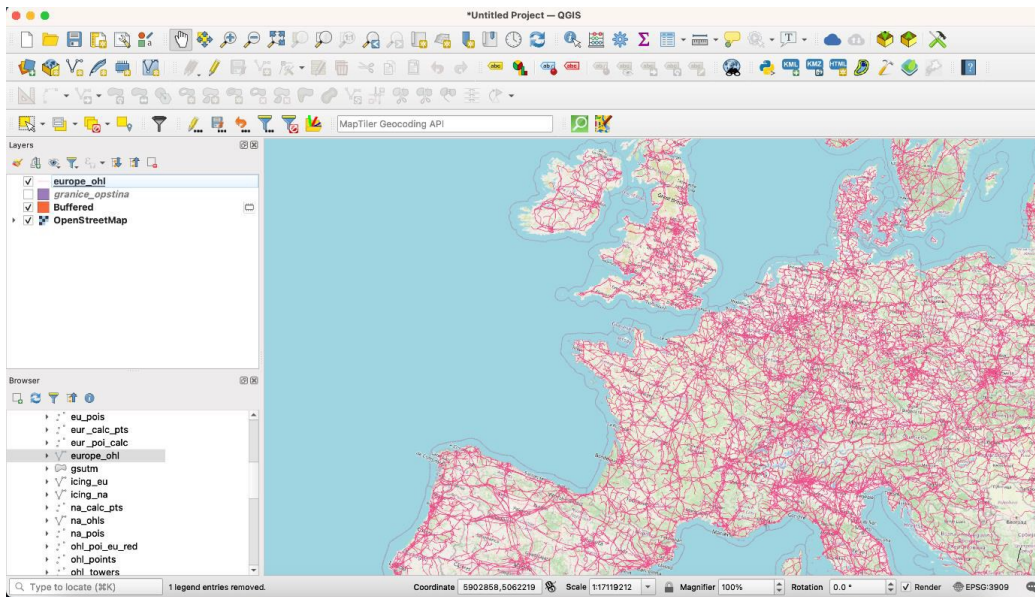 *Untitled Project — QGIS
MapTiler Geocoding API
Layers
europe_ohl
granice_opstina
Buffered
OpenStreetMap
Browser
eu_pois
eur_calc_pts
eur_poi_calc
europe_ohl
gsutm
icing_eu
icing_na
na_calc_pts
na_ohls
na_pois
ohl_poi_eu_red
ohl_points
ohl_towers
Type to locate (⌘K)
1 legend entries removed.
Coordinate 5902858,5062219
Scale 1:17119212
Magnifier 100%
Rotation 0.0 °
Render
EPSG:3909